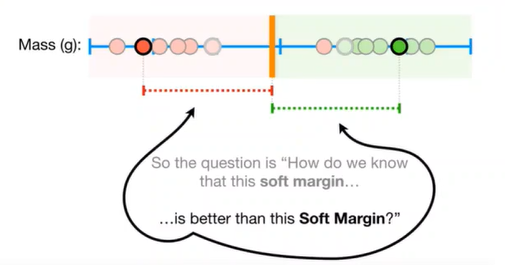 Mass (g):
So the question is “How do we know
that this soft margin…
…is better than this Soft Margin?”